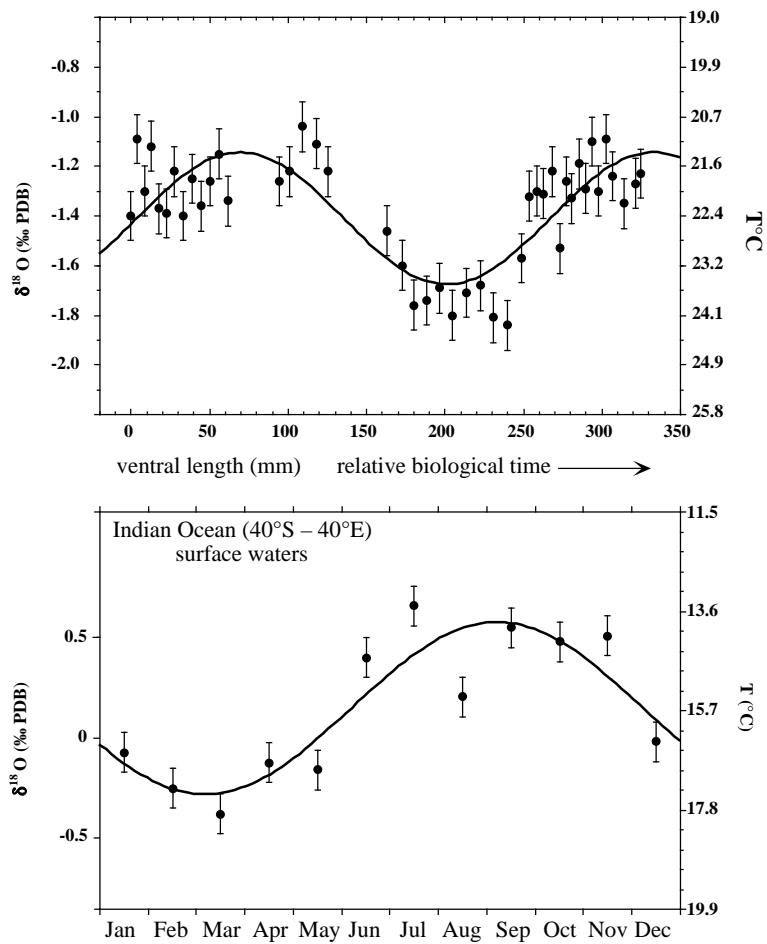 19.0
-0.8
19.9
-1.0
20.7
-1.2
21.6
-1.4
22.4
-1.6
23.2
-1.8
24.1
-2.0
24.9
25.8
δ¹⁸ O (‰ PDB)
T°C
0 50 100 150 200 250 300 350
ventral length (mm) relative biological time
Indian Ocean (40°S – 40°E)
surface waters
11.5
13.6
0.5
15.7
0
17.8
-0.5
19.9
δ¹⁸ O (‰ PDB)
T (°C)
Jan Feb Mar Apr May Jun Jul Aug Sep Oct Nov Dec